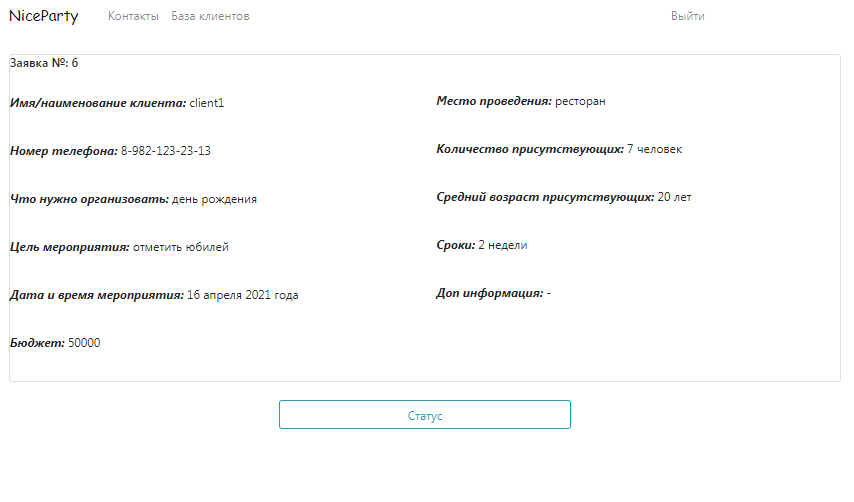 NiceParty Контакты База клиентов Выйти
Заявка №: 6
Имя/наименование клиента: client1
Номер телефона: 8-982-123-23-13
Что нужно организовать: день рождения
Цель мероприятия: отметить юбилей
Дата и время мероприятия: 16 апреля 2021 года
Бюджет: 50000
Место проведения: ресторан
Количество присутствующих: 7 человек
Средний возраст присутствующих: 20 лет
Сроки: 2 недели
Доп информация: -
Статус